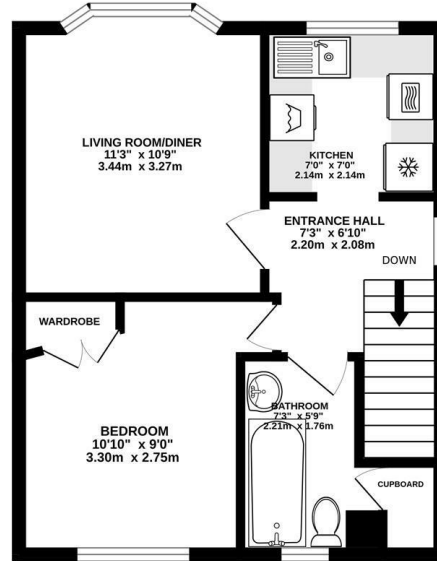 LIVING ROOM/DINER
11'3" x 10'9"
3.44m x 3.27m
KITCHEN
7'0" x 7'0"
2.14m x 2.14m
ENTRANCE HALL
7'3" x 6'10"
2.20m x 2.08m
DOWN
WARDROBE
BEDROOM
10'10" x 9'0"
3.30m x 2.75m
BATHROOM
7'3" x 5'9"
2.21m x 1.76m
CUPBOARD